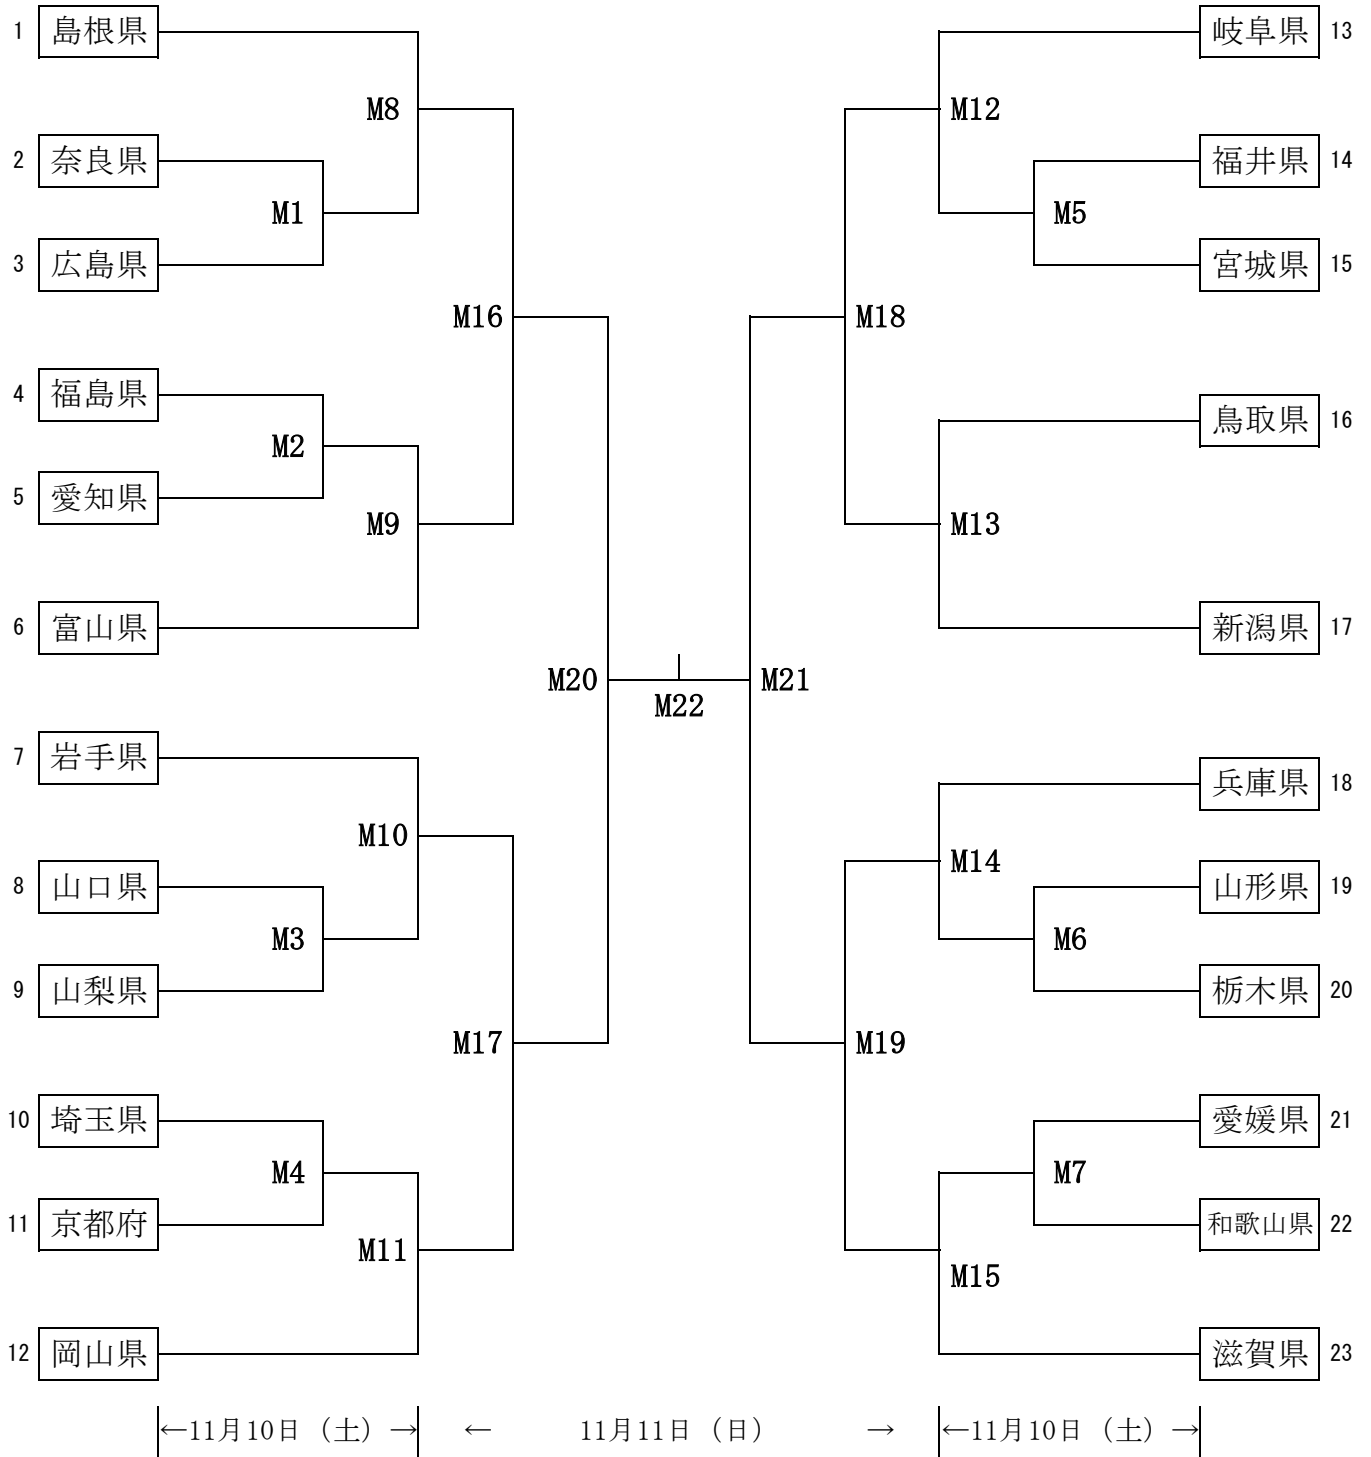 1 島根県
M8
2 奈良県
M1
3 広島県
M16
4 福島県
M2
5 愛知県
M9
6 富山県
M20
7 岩手県
M10
8 山口県
M3
9 山梨県
M17
10 埼玉県
M4
11 京都府
M11
12 岡山県
M22
岐阜県 13
M12
福井県 14
M5
宮城県 15
M18
鳥取県 16
M13
新潟県 17
M21
兵庫県 18
M14
山形県 19
M6
栃木県 20
M19
愛媛県 21
M7
和歌山県 22
M15
滋賀県 23
←11月10日（土）→ ← 11月11日（日） → ←11月10日（土）→